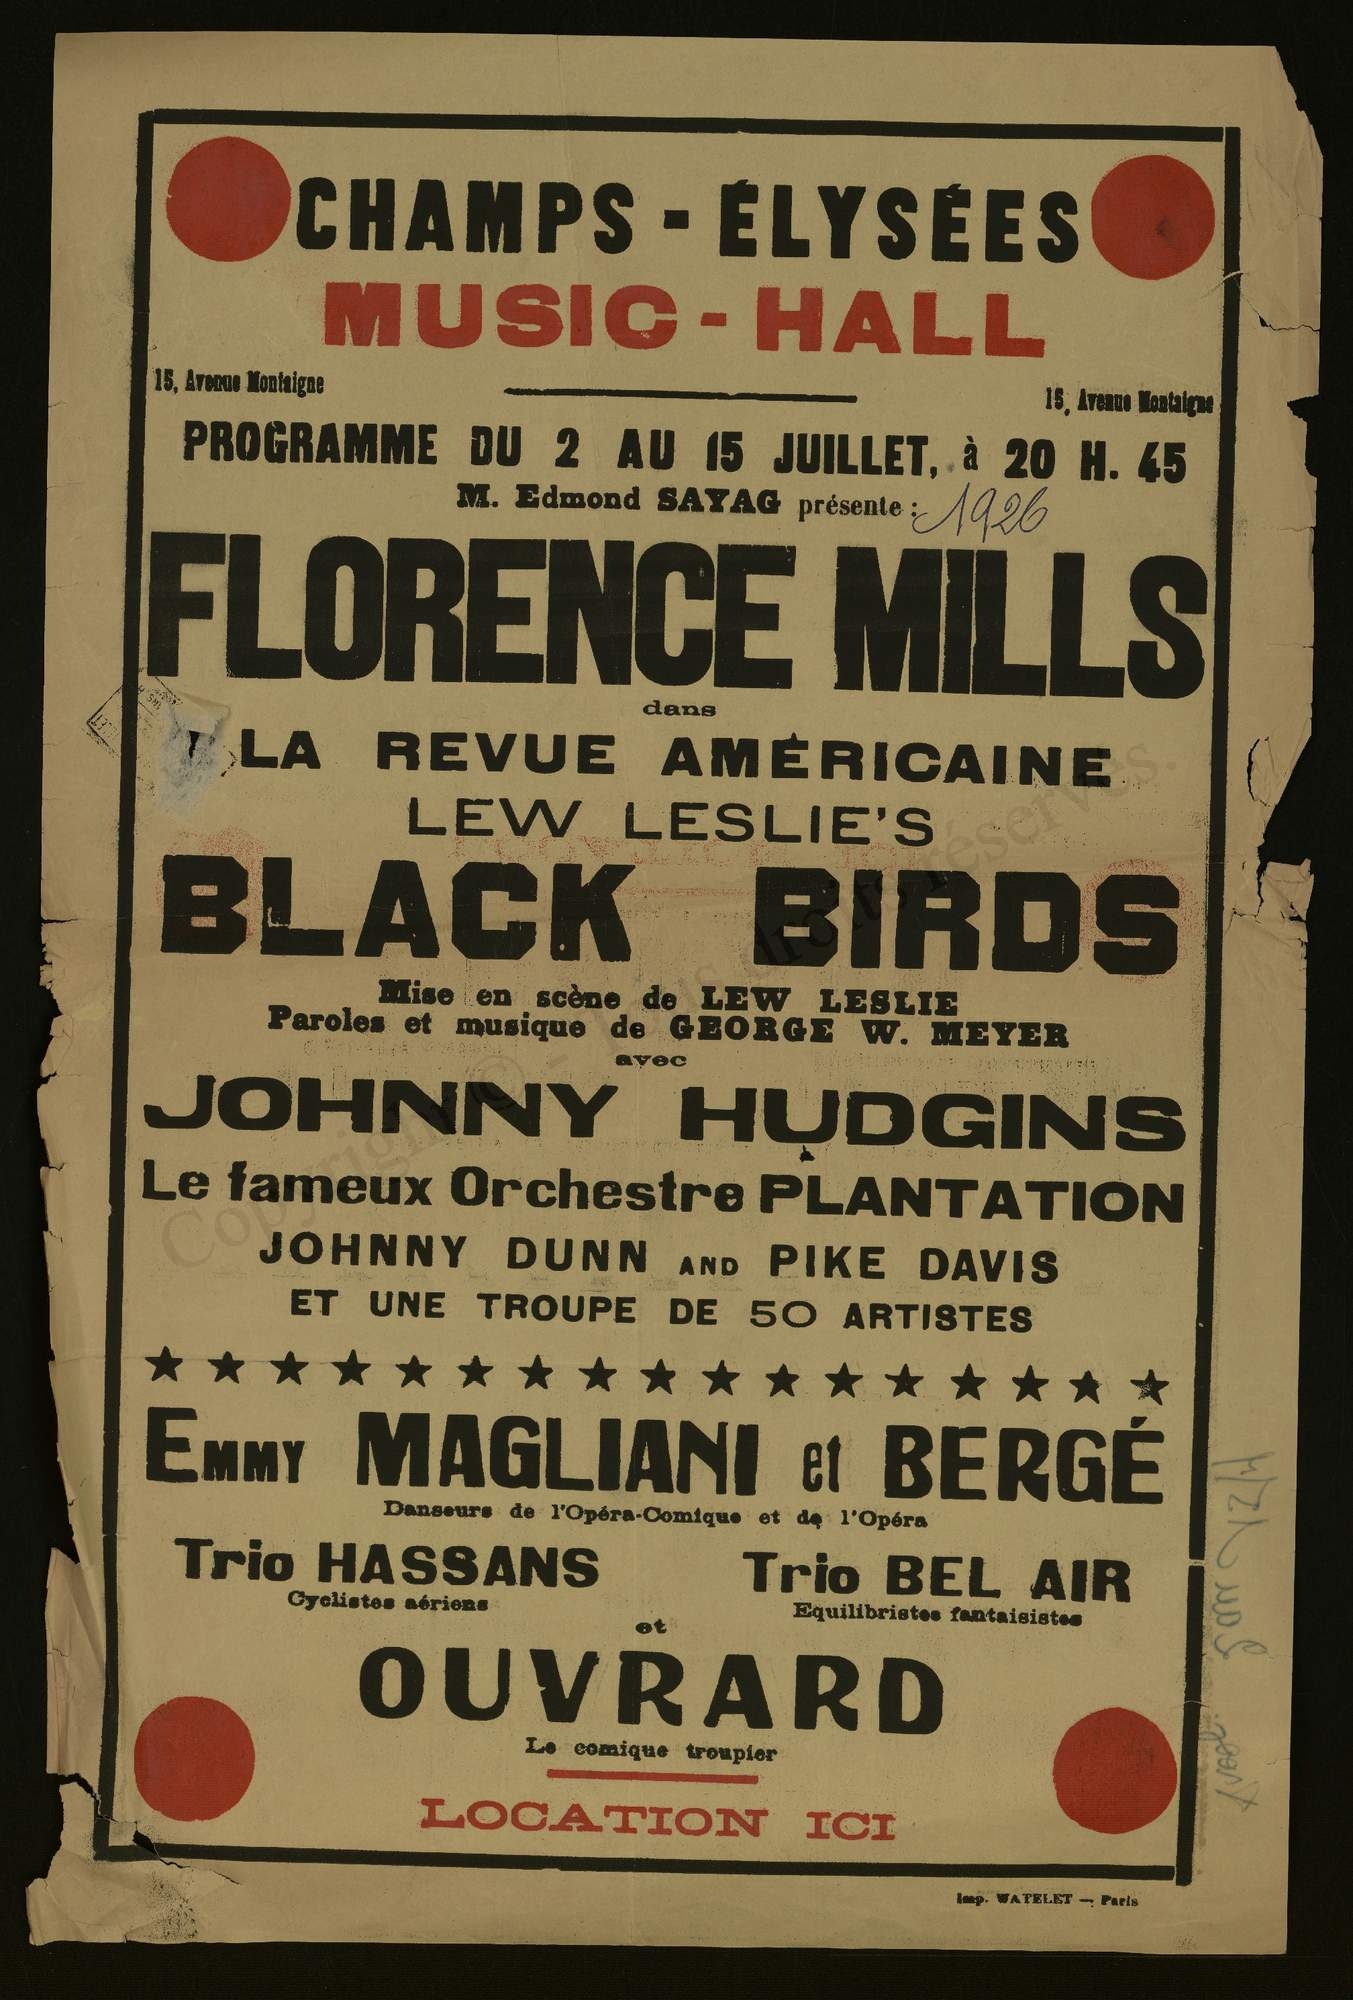 CHAMPS - ÉLYSÉES
MUSIC - HALL
15, Avenue Montaigne
15, Avenue Montaigne
PROGRAMME DU 2 AU 15 JUILLET, à 20 H. 45
M. Edmond SAYAG présente :
1926
FLORENCE MILLS
dans
LA REVUE AMÉRICAINE
LEW LESLIE'S
BLACK BIRDS
Mise en scène de LEW LESLIE
Paroles et musique de GEORGE W. MEYER
avec
JOHNNY HUDGINS
Le fameux Orchestre PLANTATION
JOHNNY DUNN AND PIKE DAVIS
ET UNE TROUPE DE 50 ARTISTES
EMMY MAGLIANI et BERGÉ
Danseurs de l'Opéra-Comique et de l'Opéra
Trio HASSANS
Cyclistes aériens
Trio BEL AIR
Equilibristes fantaisistes
et
OUVRARD
Le comique troupier
LOCATION ICI
Imp. WATELET — Paris
Copyright © - Tous droits réservés.